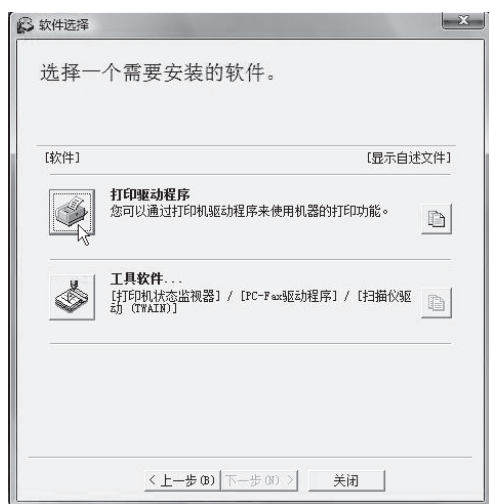 软件选择
选择一个需要安装的软件。
[软件] [显示自述文件]
打印驱动程序
您可以通过打印机驱动程序来使用机器的打印功能。
工具软件...
[打印机状态监视器] / [PC-Fax驱动程序] / [扫描仪驱
动 (TWAIN)]
< 上一步(B) 下一步(N) > 关闭